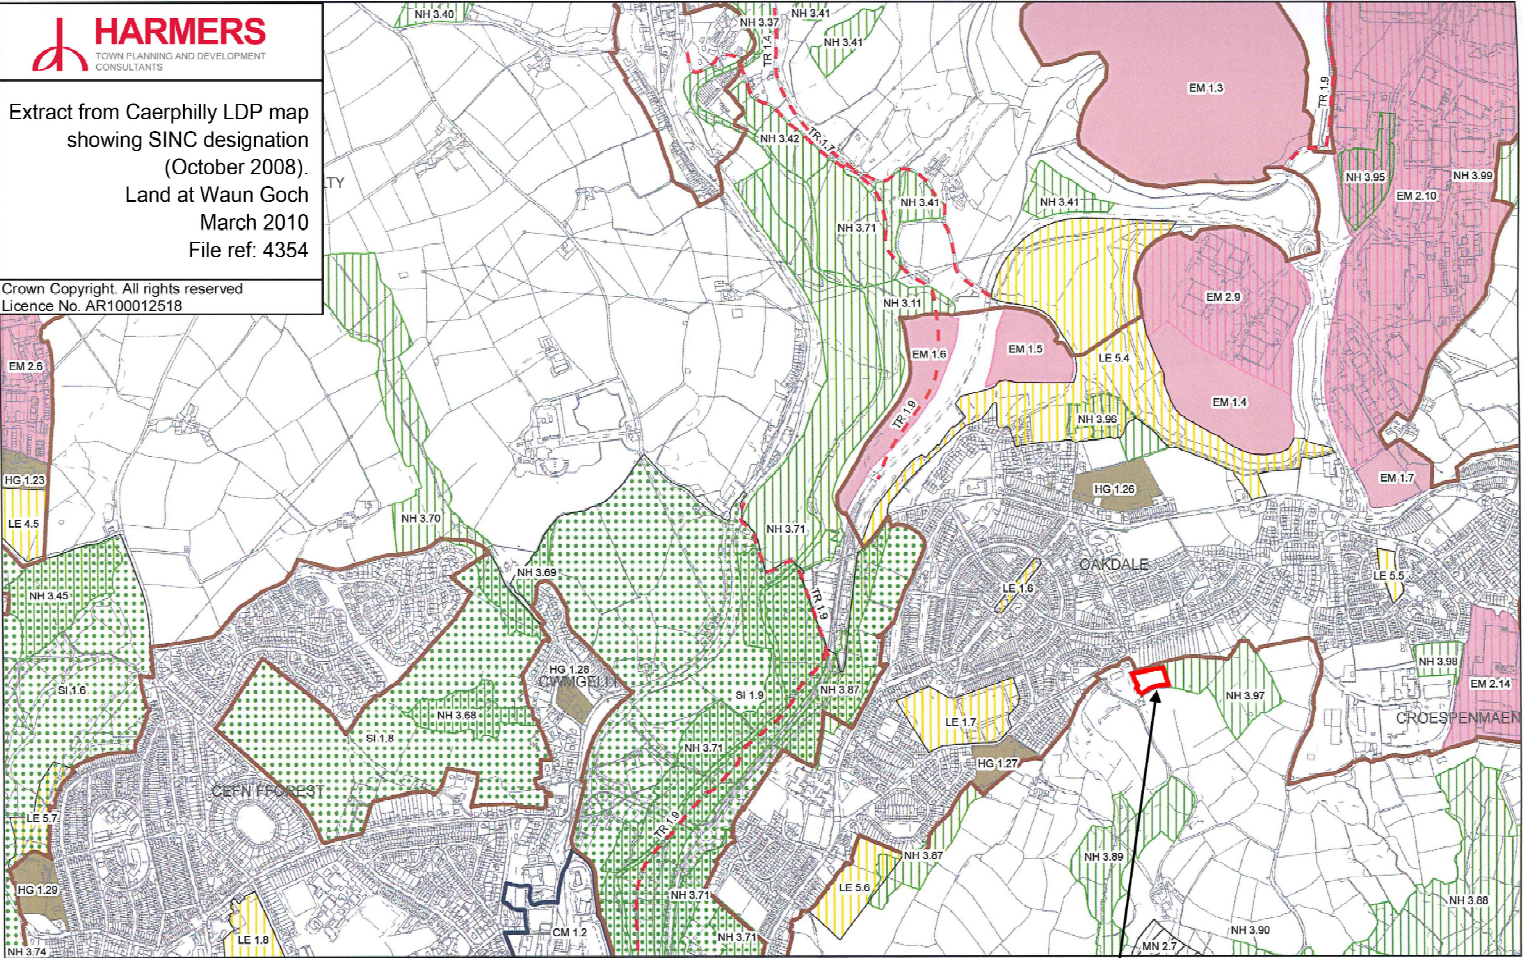 HARMERS
TOWN PLANNING AND DEVELOPMENT
CONSULTANTS
Extract from Caerphilly LDP map
showing SINC designation
(October 2008).
Land at Waun Goch
March 2010
File ref: 4354
Crown Copyright. All rights reserved
Licence No. AR100012518
NH 3.40
NH 3.37
NH 3.41
NH 3.41
TR 1.4
EM 1.3
TR 1.9
NH 3.42
TR 1.7
LTY
NH 3.95
NH 3.99
EM 2.10
NH 3.41
NH 3.41
NH 3.71
EM 2.9
NH 3.11
EM 1.6
EM 1.5
LE 5.4
EM 2.6
EM 1.4
TR 1.9
NH 3.96
HG 1.23
EM 1.7
HG 1.26
LE 4.5
NH 3.70
NH 3.71
OAKDALE
NH 3.69
LE 5.5
LE 1.6
NH 3.45
TR 1.9
NH 3.98
HG 1.28
CWMGELLI
EM 2.14
SI 1.6
SI 1.9
NH 3.87
NH 3.97
NH 3.68
CROESPENMAEN
LE 1.7
SI 1.8
NH 3.71
HG 1.27
CEFN FFOREST
LE 5.7
TR 1.9
NH 3.87
NH 3.89
LE 5.6
HG 1.29
NH 3.71
NH 3.88
CM 1.2
NH 3.90
NH 3.71
LE 1.8
MN 2.7
NH 3.74